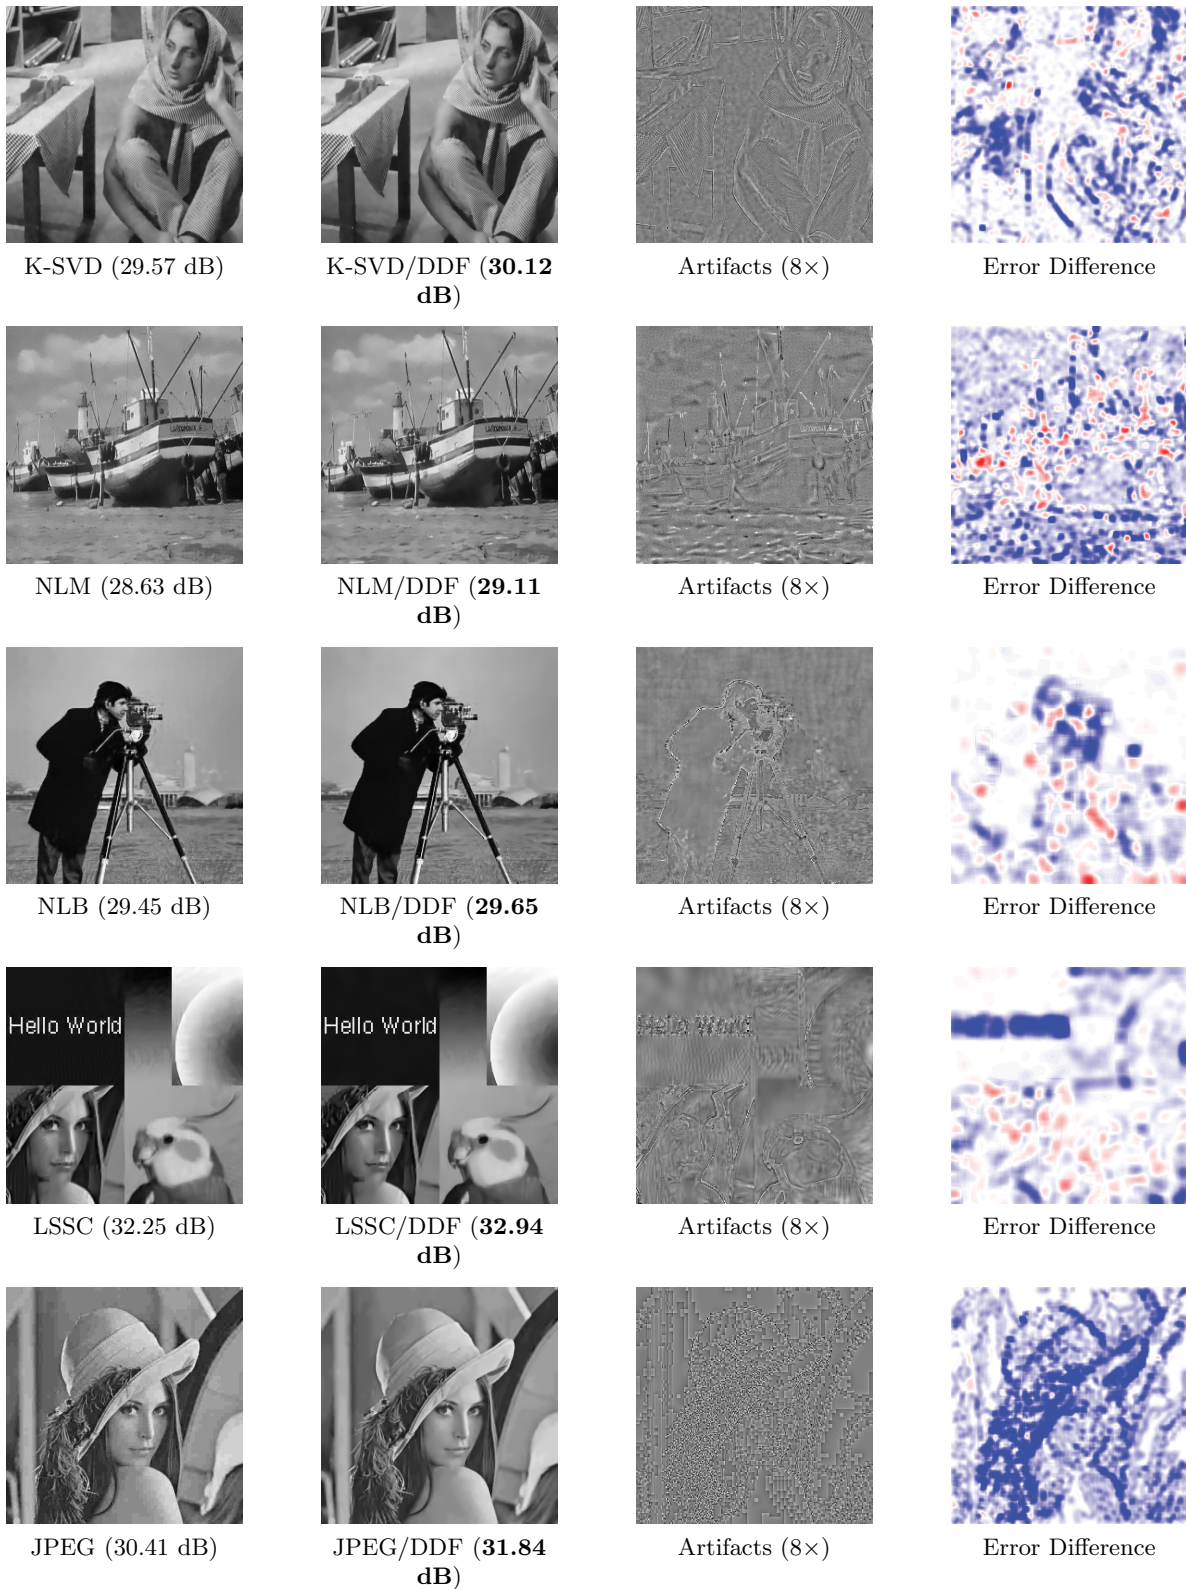 K-SVD (29.57 dB)
K-SVD/DDF (30.12
dB)
Artifacts (8×)
Error Difference
NLM (28.63 dB)
NLM/DDF (29.11
dB)
Artifacts (8×)
Error Difference
NLB (29.45 dB)
NLB/DDF (29.65
dB)
Artifacts (8×)
Error Difference
Hello World
Hello World
Hello World
LSSC (32.25 dB)
LSSC/DDF (32.94
dB)
Artifacts (8×)
Error Difference
JPEG (30.41 dB)
JPEG/DDF (31.84
dB)
Artifacts (8×)
Error Difference